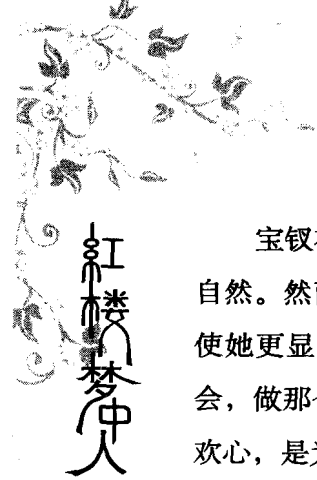 红楼梦中人
宝钗
自然。然
使她更显
会，做那
欢心，是